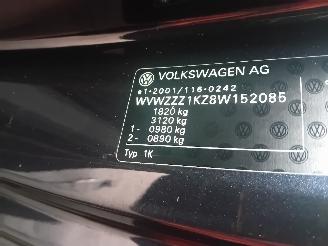 VOLKSWAGEN AG
e1*2001/116*0242
WVWZZZ1KZ8W152085
1820 kg
3120 kg
1- 0980 kg
2- 0890 kg
Typ 1K